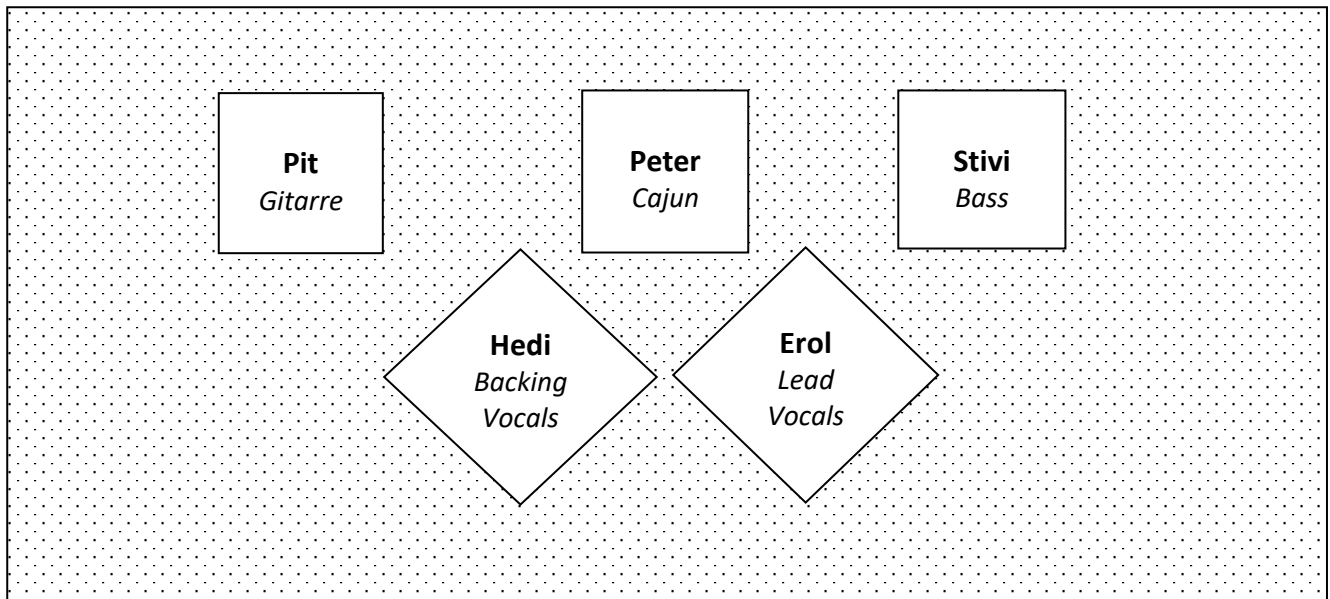 Pit
Gitarre
Peter
Cajun
Stivi
Bass
Hedi
Backing
Vocals
Erol
Lead
Vocals